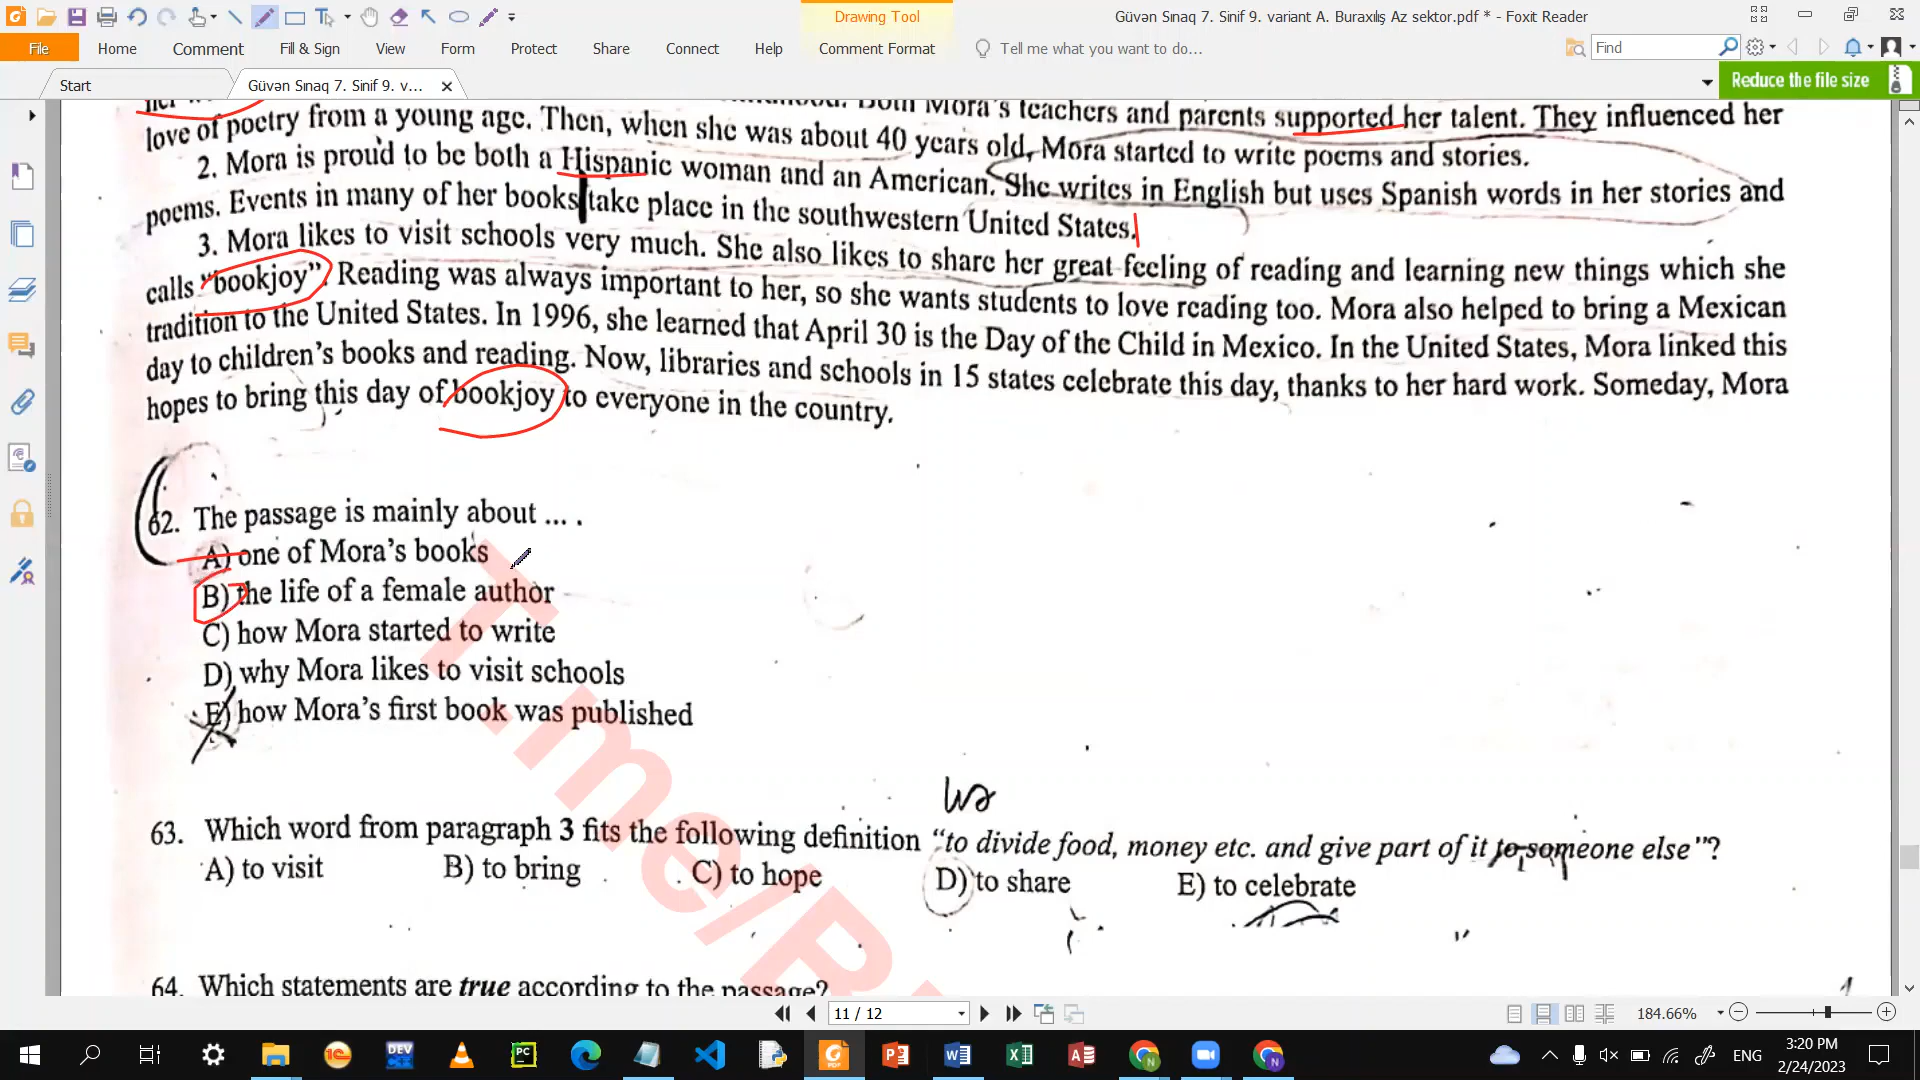 Drawing Tool
Güvən Sınaq 7. Sinif 9. variant A. Buraxılış Az sektor.pdf * - Foxit Reader
File Home Comment Fill & Sign View Form Protect Share Connect Help Comment Format Tell me what you want to do... Find
Start Güvən Sınaq 7. Sinif 9. v... Reduce the file size
Both Mora's teachers and parents supported her talent. They influenced her
love of poetry from a young age. Then, when she was about 40 years old, Mora started to write poems and stories.
2. Mora is proud to be both a Hispanic woman and an American. She writes in English but uses Spanish words in her stories and
poems. Events in many of her books take place in the southwestern United States.
3. Mora likes to visit schools very much. She also likes to share her great feeling of reading and learning new things which she
calls "bookjoy". Reading was always important to her, so she wants students to love reading too. Mora also helped to bring a Mexican
tradition to the United States. In 1996, she learned that April 30 is the Day of the Child in Mexico. In the United States, Mora linked this
day to children's books and reading. Now, libraries and schools in 15 states celebrate this day, thanks to her hard work. Someday, Mora
hopes to bring this day of bookjoy to everyone in the country.
62. The passage is mainly about ... .
A) one of Mora's books
B) the life of a female author
C) how Mora started to write
D) why Mora likes to visit schools
E) how Mora's first book was published
63. Which word from paragraph 3 fits the following definition "to divide food, money etc. and give part of it to someone else"?
A) to visit B) to bring C) to hope D) to share E) to celebrate
64. Which statements are true according to the passage?
T.me/B
11 / 12 184.66%
ENG 3:20 PM
2/24/2023